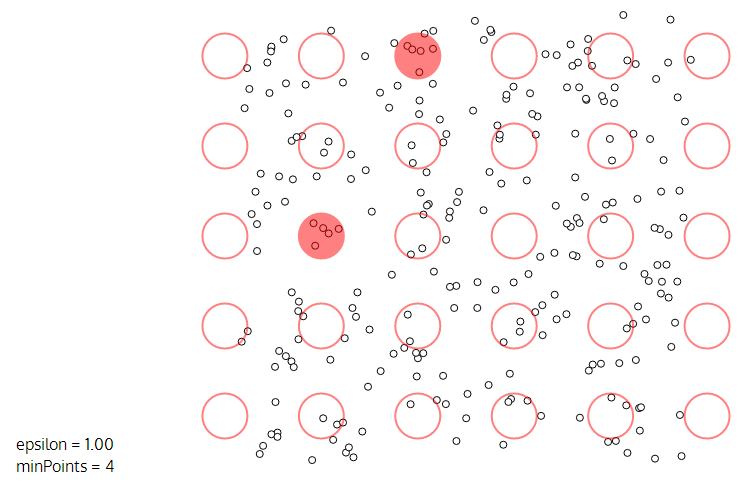 epsilon = 1.00
minPoints = 4